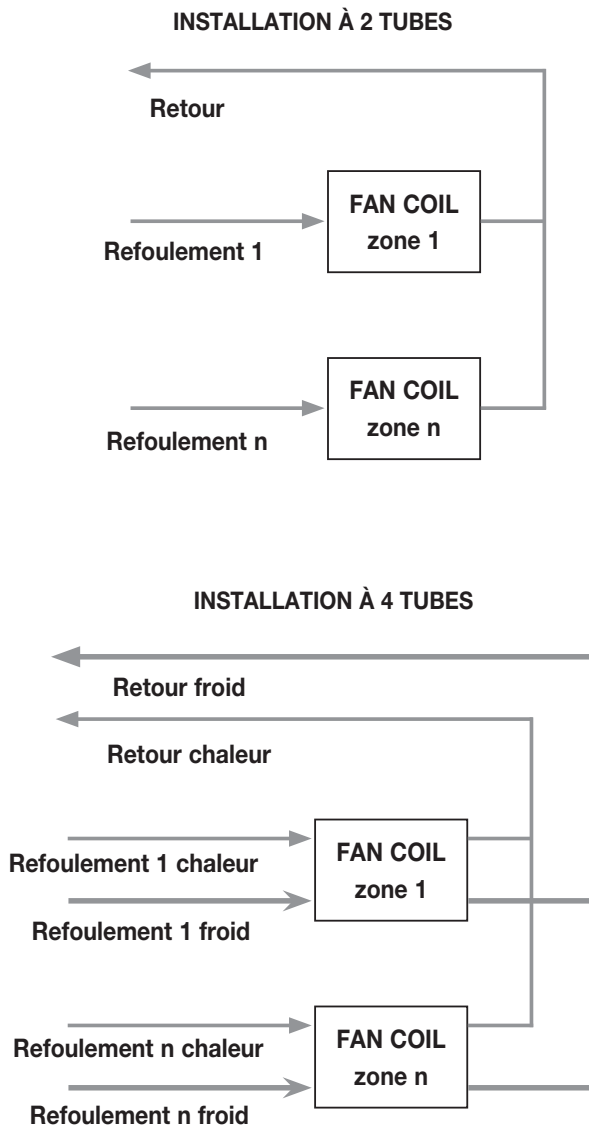 INSTALLATION À 2 TUBES
Retour
FAN COIL
zone 1
Refoulement 1
FAN COIL
zone n
Refoulement n
INSTALLATION À 4 TUBES
Retour froid
Retour chaleur
FAN COIL
zone 1
Refoulement 1 chaleur
Refoulement 1 froid
FAN COIL
zone n
Refoulement n chaleur
Refoulement n froid